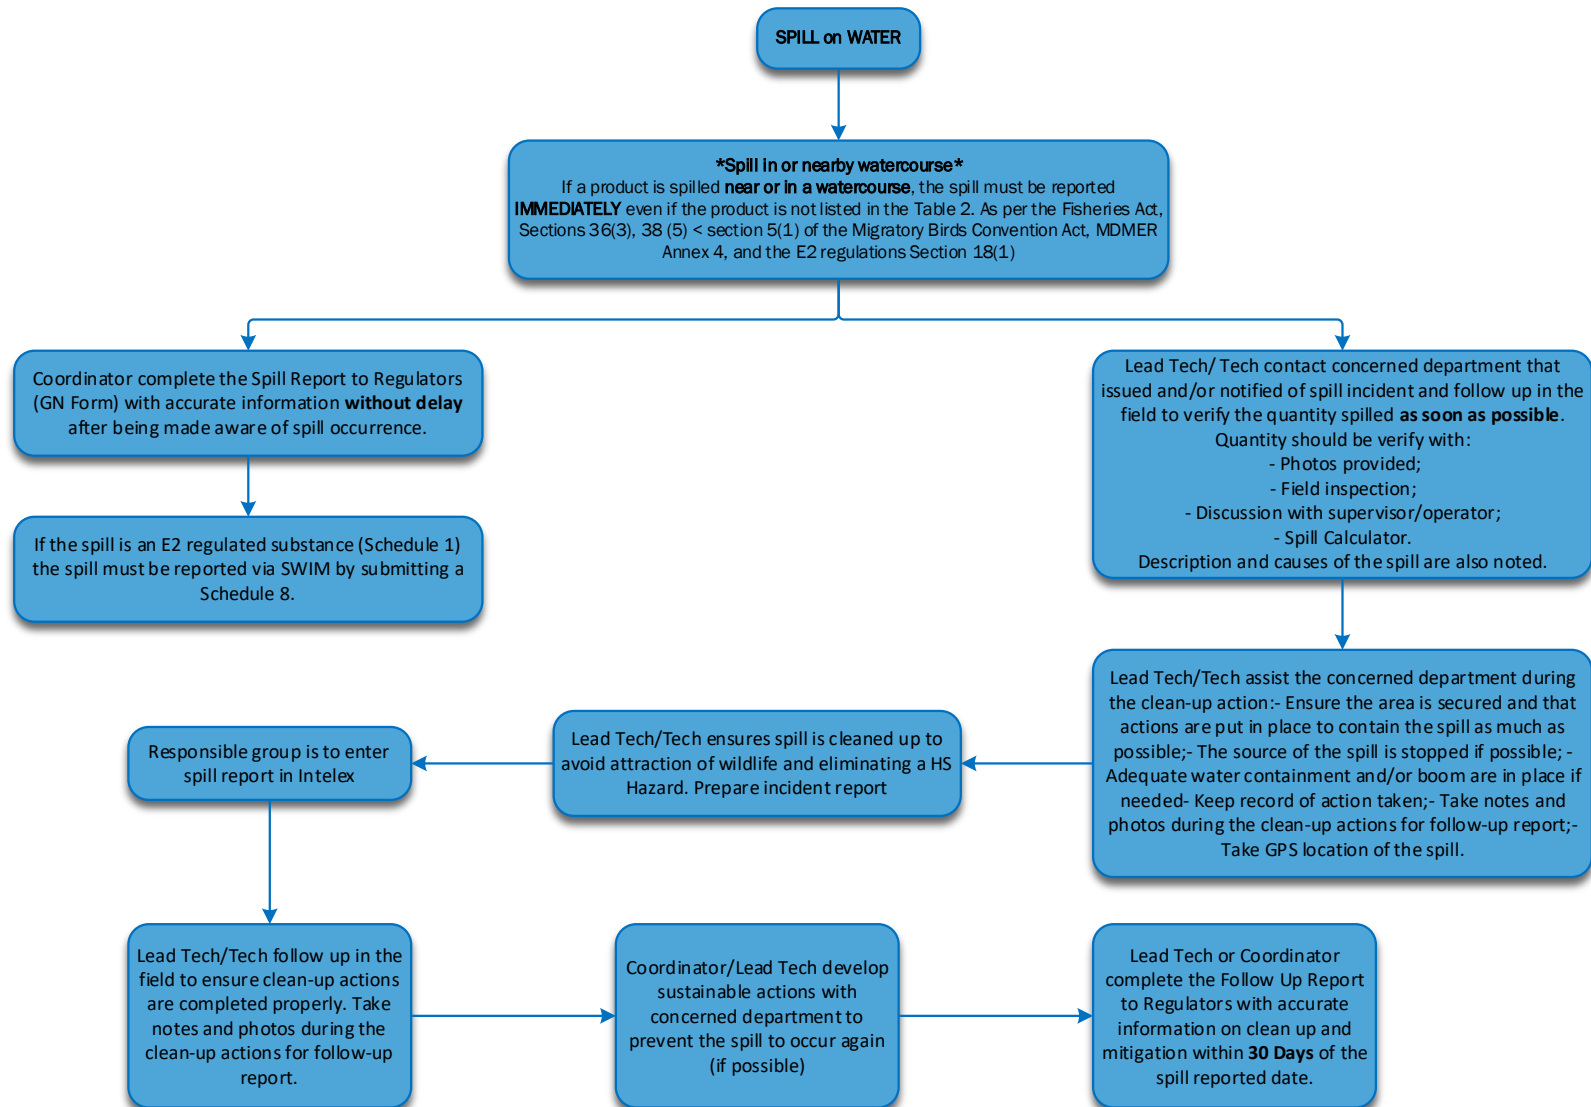 SPILL on WATER
*Spill in or nearby watercourse*
If a product is spilled near or in a watercourse, the spill must be reported
IMMEDIATELY even if the product is not listed in the Table 2. As per the Fisheries Act,
Sections 36(3), 38 (5) < section 5(1) of the Migratory Birds Convention Act, MDMER
Annex 4, and the E2 regulations Section 18(1)
Coordinator complete the Spill Report to Regulators
(GN Form) with accurate information without delay
after being made aware of spill occurrence.
If the spill is an E2 regulated substance (Schedule 1)
the spill must be reported via SWIM by submitting a
Schedule 8.
Lead Tech/ Tech contact concerned department that
issued and/or notified of spill incident and follow up in the
field to verify the quantity spilled as soon as possible.
Quantity should be verify with:
- Photos provided;
- Field inspection;
- Discussion with supervisor/operator;
- Spill Calculator.
Description and causes of the spill are also noted.
Lead Tech/Tech assist the concerned department during
the clean-up action:- Ensure the area is secured and that
actions are put in place to contain the spill as much as
possible;- The source of the spill is stopped if possible; -
Adequate water containment and/or boom are in place if
needed- Keep record of action taken;- Take notes and
photos during the clean-up actions for follow-up report;-
Take GPS location of the spill.
Lead Tech/Tech ensures spill is cleaned up to
avoid attraction of wildlife and eliminating a HS
Hazard. Prepare incident report
Responsible group is to enter
spill report in Intelex
Lead Tech/Tech follow up in the
field to ensure clean-up actions
are completed properly. Take
notes and photos during the
clean-up actions for follow-up
report.
Coordinator/Lead Tech develop
sustainable actions with
concerned department to
prevent the spill to occur again
(if possible)
Lead Tech or Coordinator
complete the Follow Up Report
to Regulators with accurate
information on clean up and
mitigation within 30 Days of the
spill reported date.